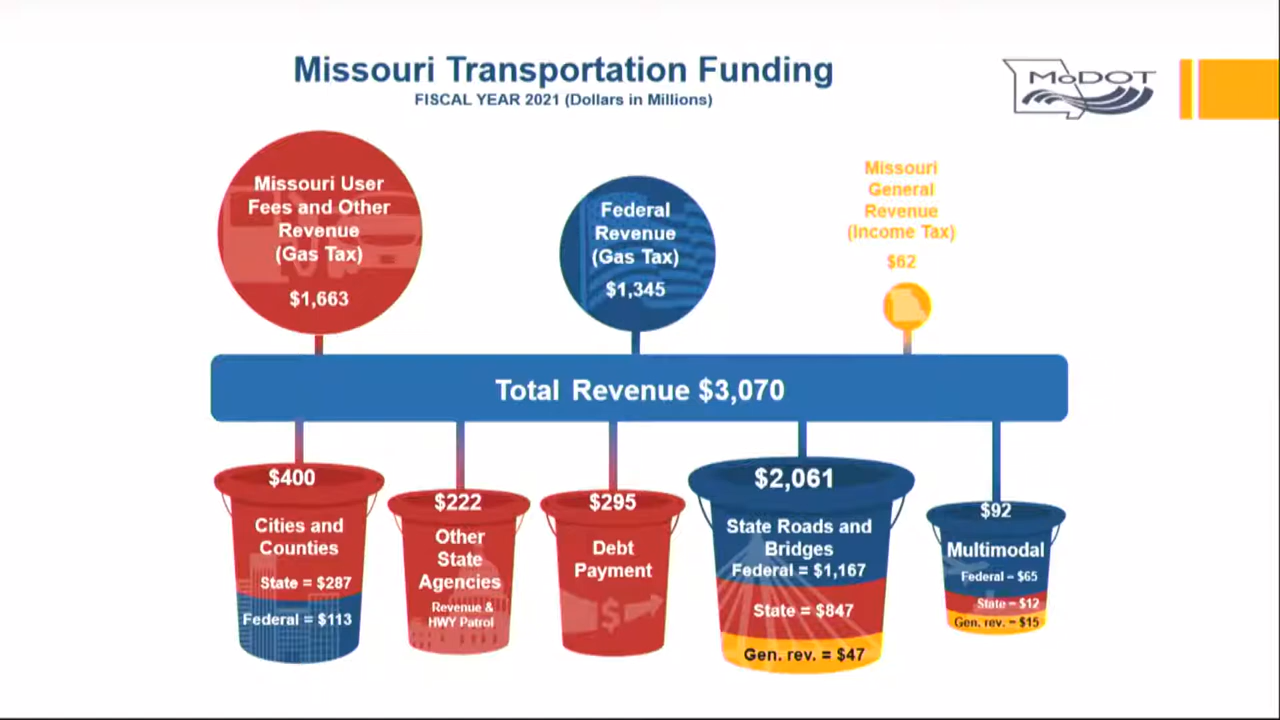 Missouri Transportation Funding
FISCAL YEAR 2021 (Dollars in Millions)
MoDOT
Missouri User
Fees and Other
Revenue
(Gas Tax)
$1,663
Federal
Revenue
(Gas Tax)
$1,345
Missouri
General
Revenue
(Income Tax)
$62
Total Revenue $3,070
$400
Cities and
Counties
State = $287
Federal = $113
$222
Other
State
Agencies
Revenue &
HWY Patrol
$295
Debt
Payment
$
$2,061
State Roads and
Bridges
Federal = $1,167
State = $847
Gen. rev. = $47
$92
Multimodal
Federal = $65
State = $12
Gen. rev. = $15